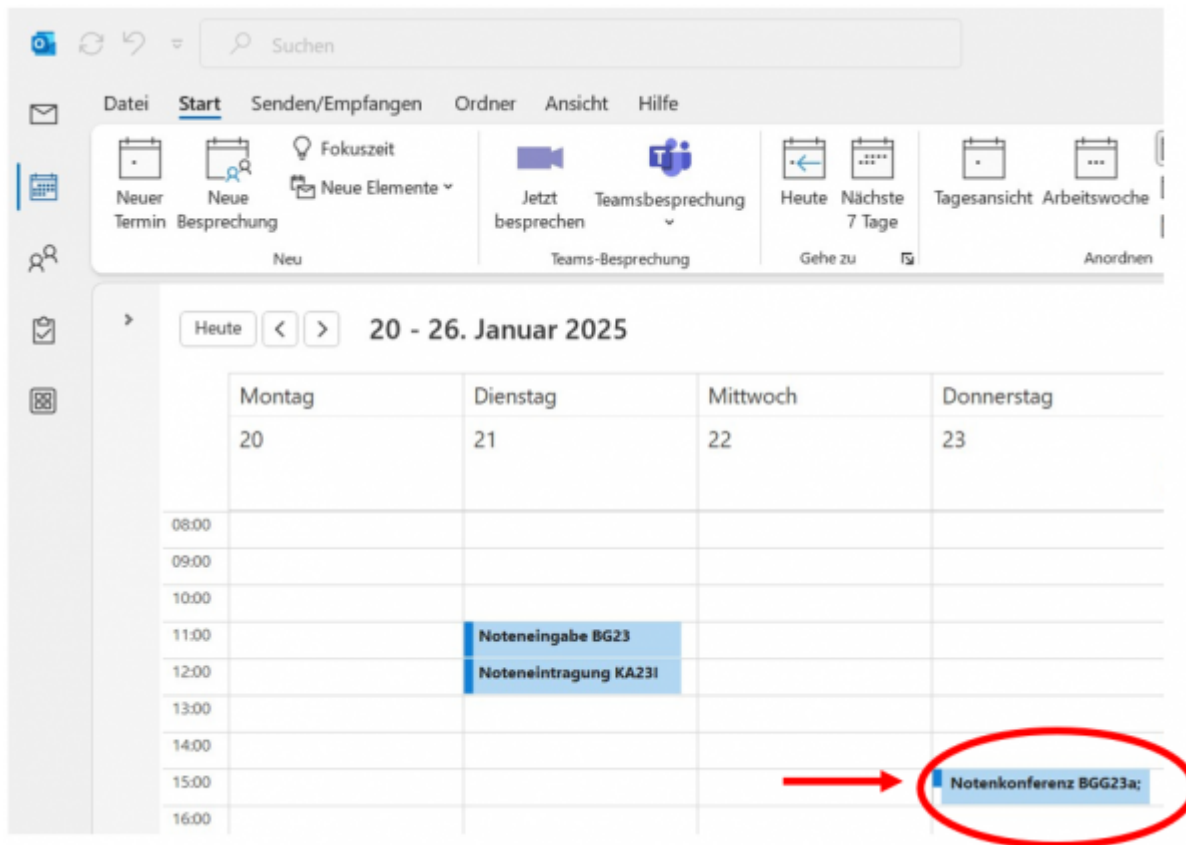 Suchen
Datei Start Senden/Empfangen Ordner Ansicht Hilfe
Neuer Termin
Neue Besprechung
Fokuszeit
Neue Elemente
Neu
Jetzt besprechen
Teamsbesprechung
Teams-Besprechung
Heute
Nächste 7 Tage
Gehe zu
Tagesansicht
Arbeitswoche
Anordnen
Heute
20 - 26. Januar 2025
Montag Dienstag Mittwoch Donnerstag
20 21 22 23
08:00
09:00
10:00
11:00 Noteneingabe BG23
12:00 Noteneintragung KA23I
13:00
14:00
15:00 Notenkonferenz BGG23a;
16:00